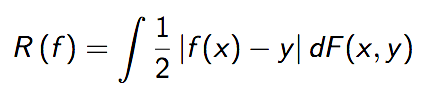 R (f) = ∫ 1/2 |f(x) − y| dF(x, y)